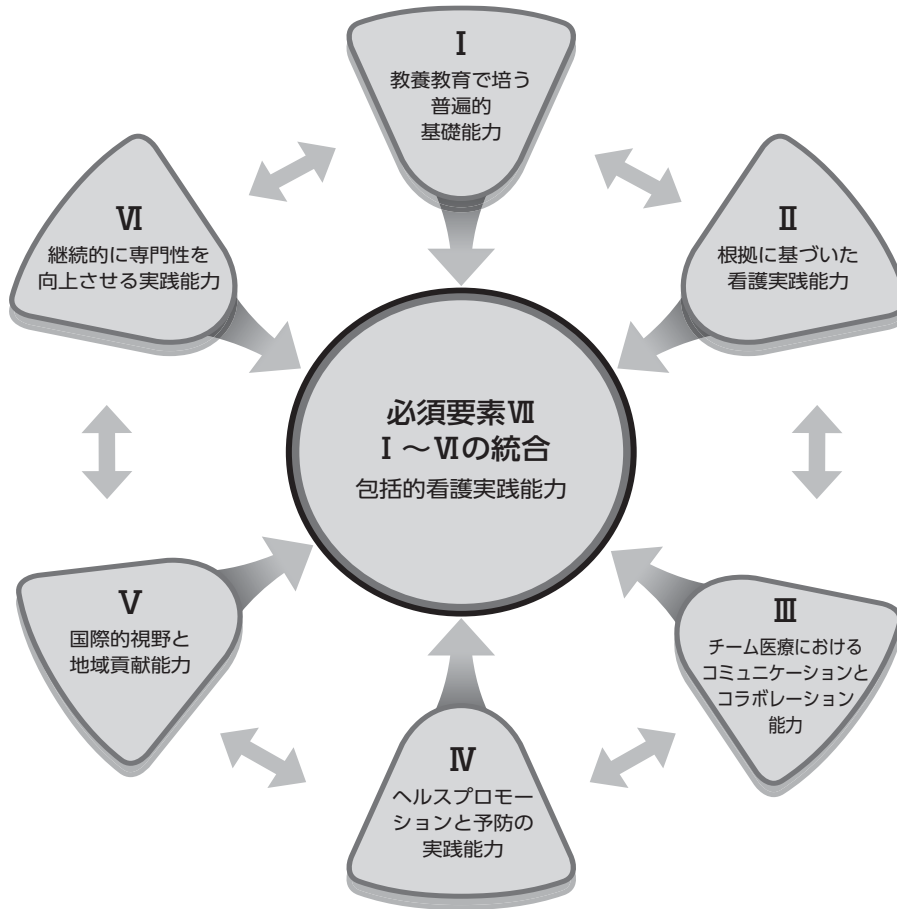 I
教養教育で培う
普遍的
基礎能力
II
根拠に基づいた
看護実践能力
III
チーム医療における
コミュニケーションと
コラボレーション
能力
IV
ヘルスプロモー
ションと予防の
実践能力
V
国際的視野と
地域貢献能力
VI
継続的に専門性を
向上させる実践能力
必須要素VII
I～VIの統合
包括的看護実践能力